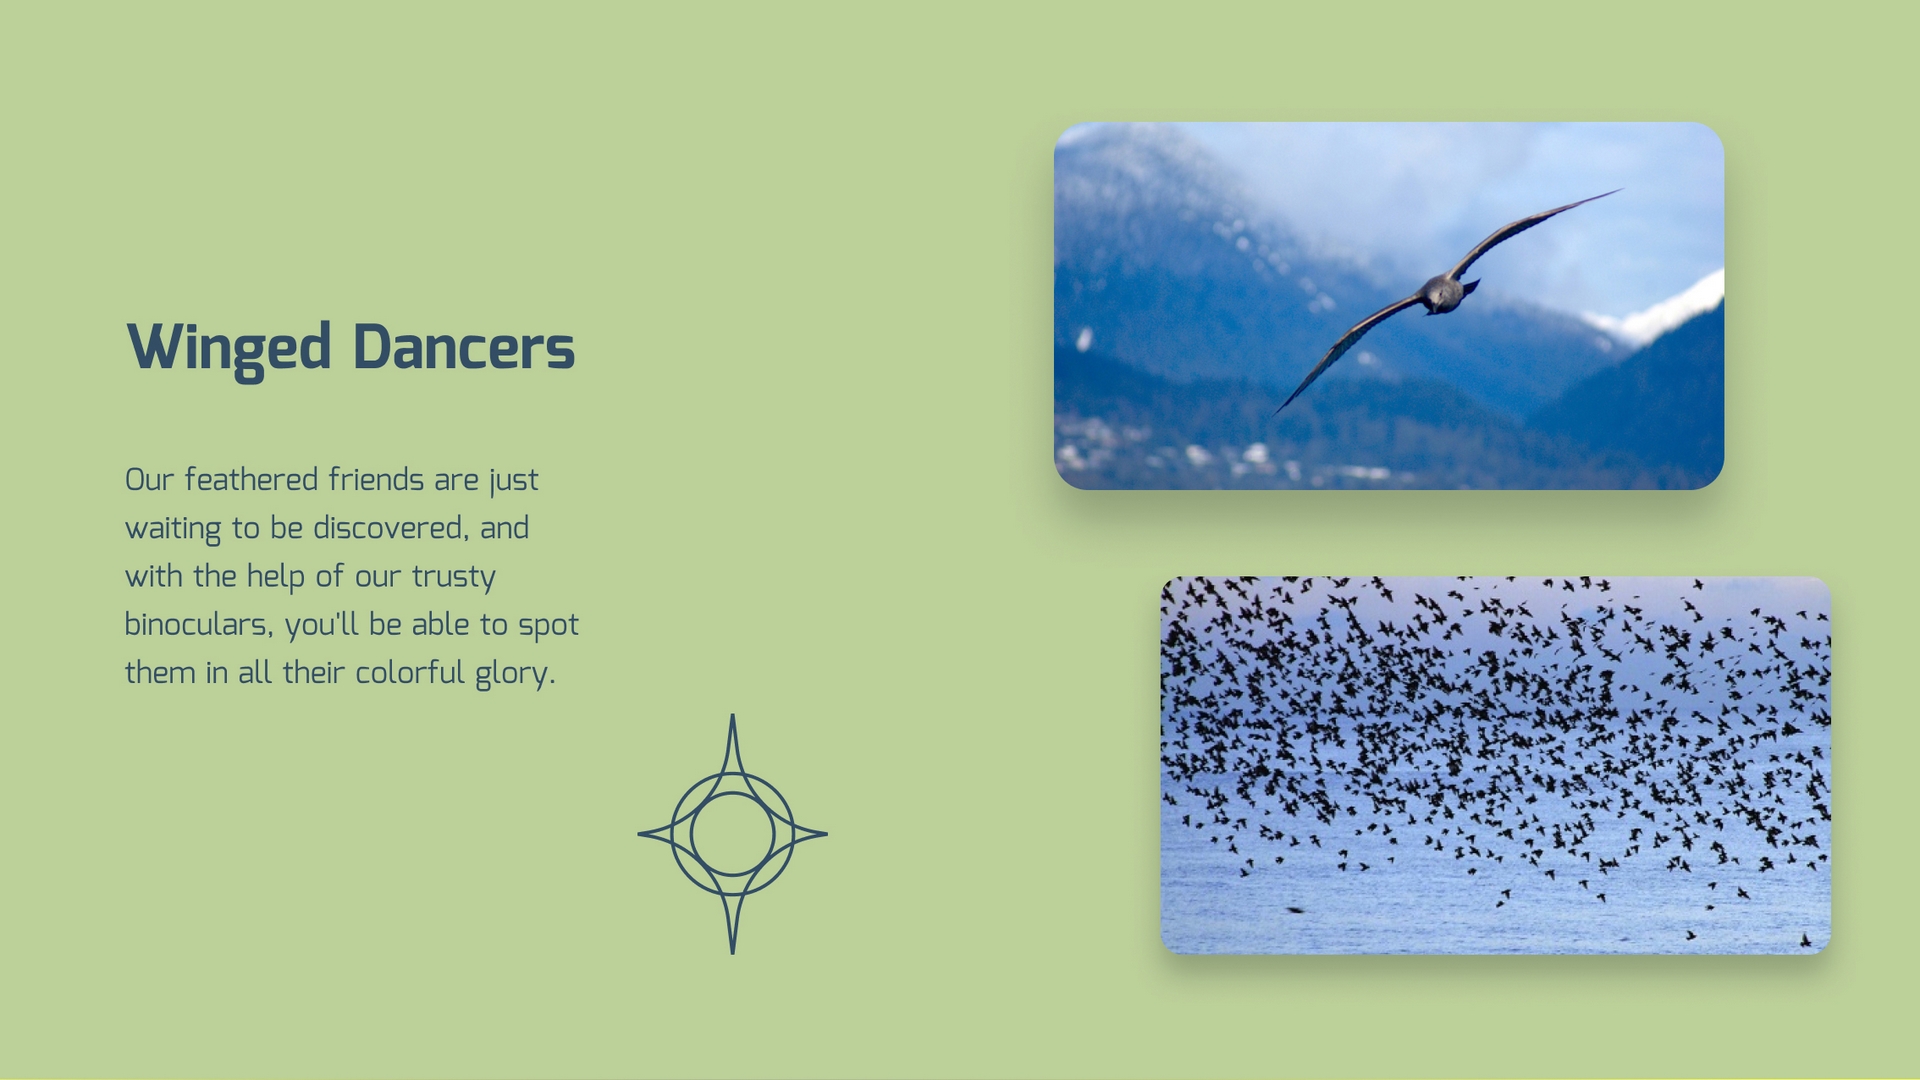 Winged Dancers
Our feathered friends are just
waiting to be discovered, and
with the help of our trusty
binoculars, you'll be able to spot
them in all their colorful glory.